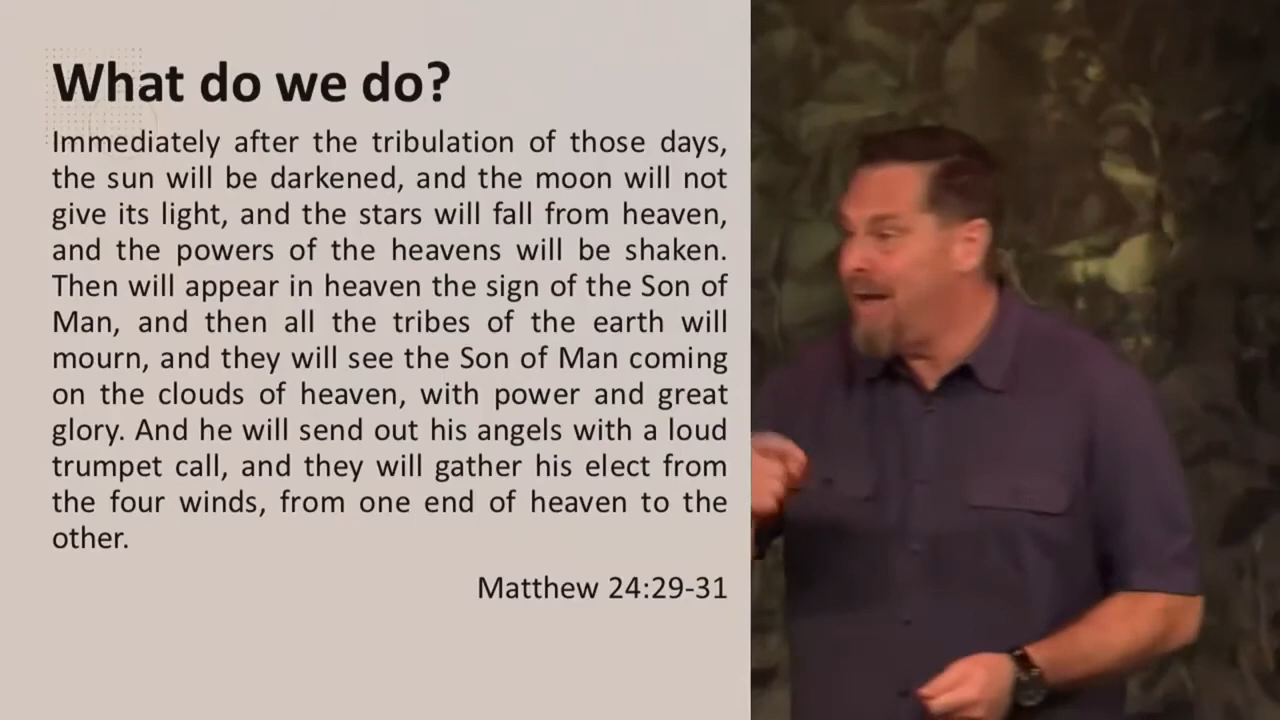 What do we do?
Immediately after the tribulation of those days,
the sun will be darkened, and the moon will not
give its light, and the stars will fall from heaven,
and the powers of the heavens will be shaken.
Then will appear in heaven the sign of the Son of
Man, and then all the tribes of the earth will
mourn, and they will see the Son of Man coming
on the clouds of heaven, with power and great
glory. And he will send out his angels with a loud
trumpet call, and they will gather his elect from
the four winds, from one end of heaven to the
other.
Matthew 24:29-31